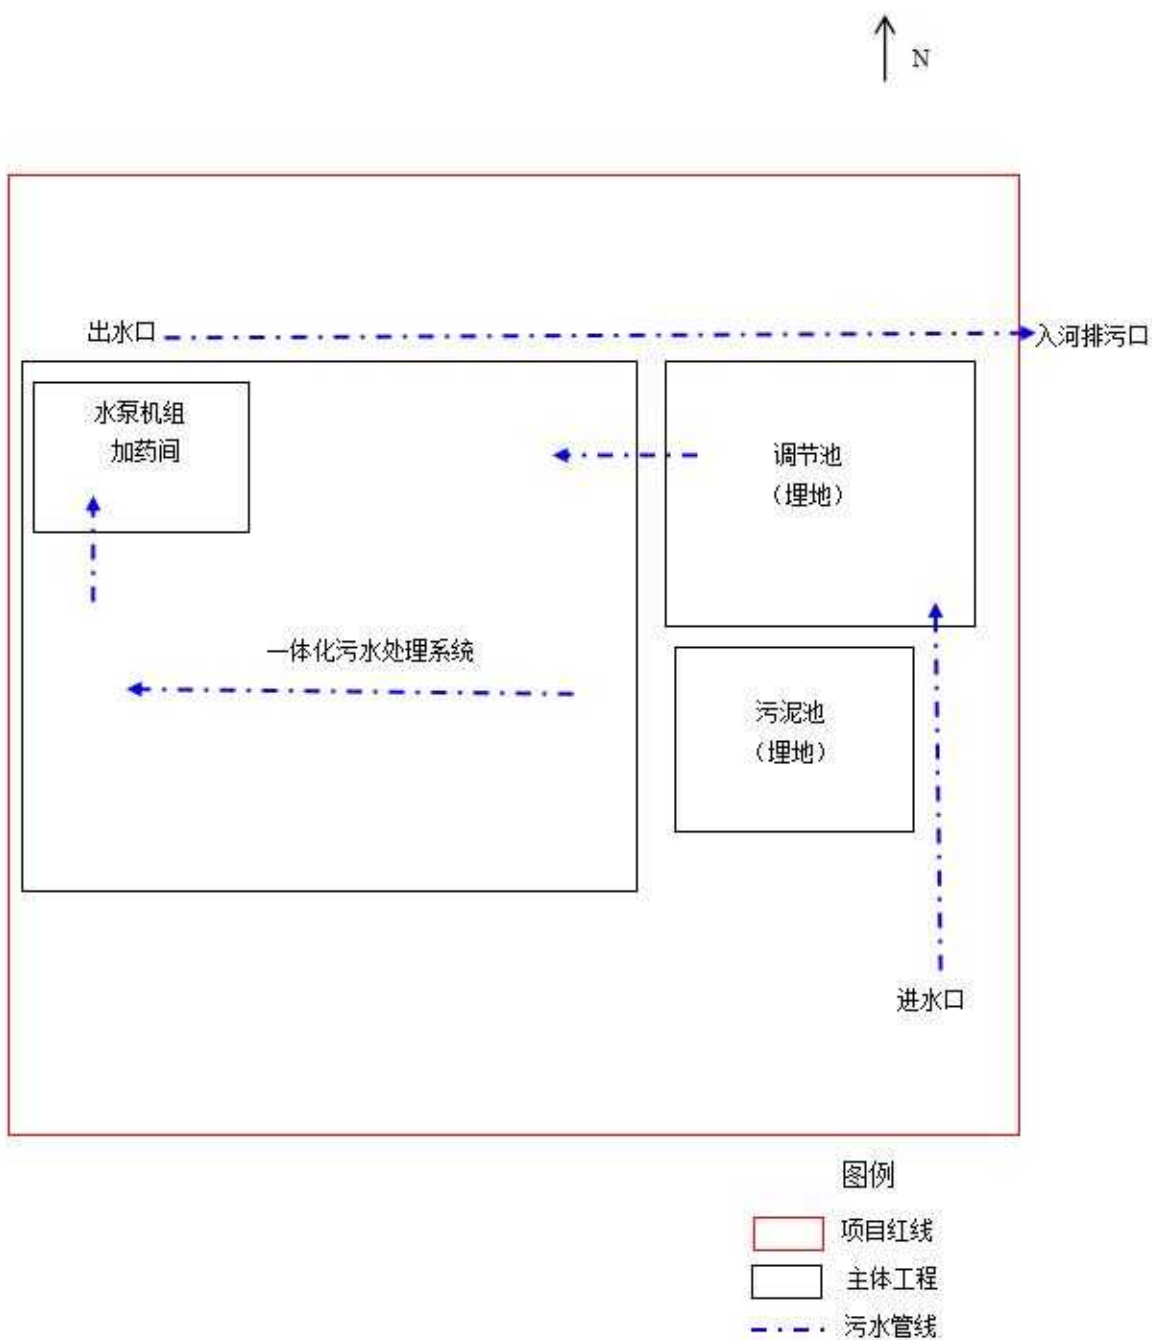 N
出水口
入河排污口
水泵机组
加药间
调节池
（埋地）
一体化污水处理系统
污泥池
（埋地）
进水口
图例
项目红线
主体工程
污水管线